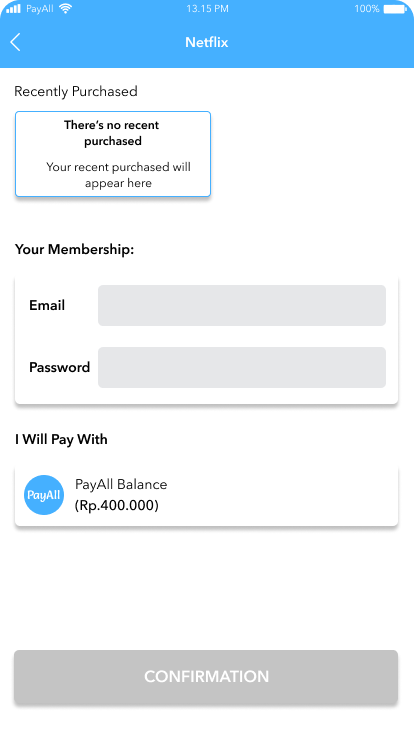 PayAll 13.15 PM 100%
Netflix
Recently Purchased
There's no recent
purchased
Your recent purchased will
appear here
Your Membership:
Email
Password
I Will Pay With
PayAll
PayAll Balance
(Rp.400.000)
CONFIRMATION